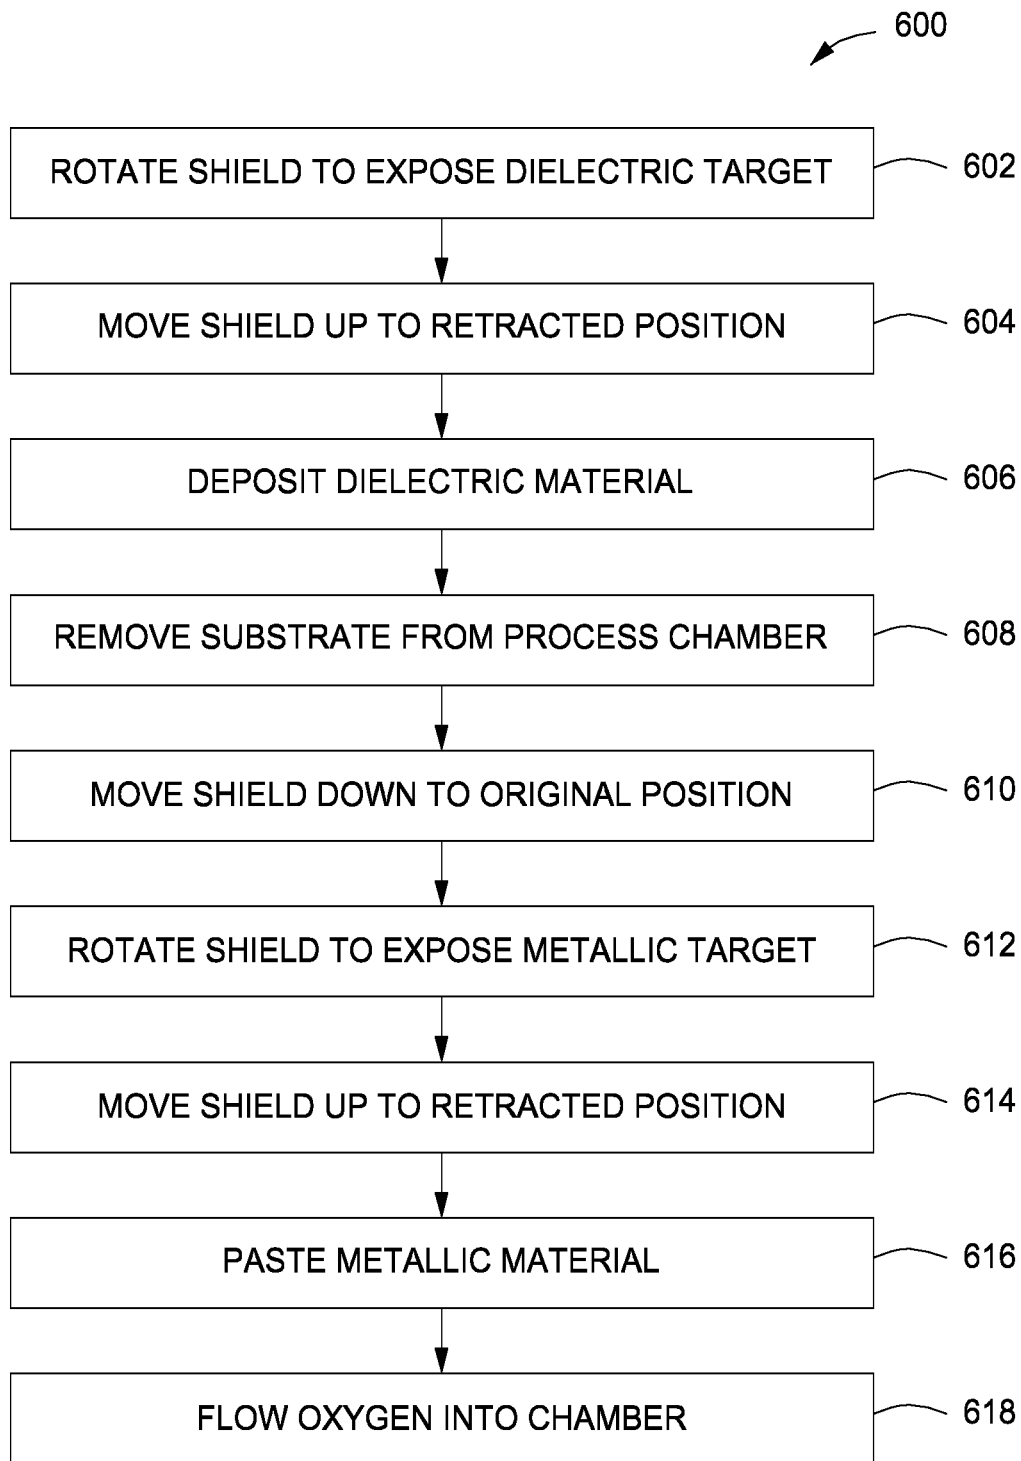 600
ROTATE SHIELD TO EXPOSE DIELECTRIC TARGET 602
MOVE SHIELD UP TO RETRACTED POSITION 604
DEPOSIT DIELECTRIC MATERIAL 606
REMOVE SUBSTRATE FROM PROCESS CHAMBER 608
MOVE SHIELD DOWN TO ORIGINAL POSITION 610
ROTATE SHIELD TO EXPOSE METALLIC TARGET 612
MOVE SHIELD UP TO RETRACTED POSITION 614
PASTE METALLIC MATERIAL 616
FLOW OXYGEN INTO CHAMBER 618